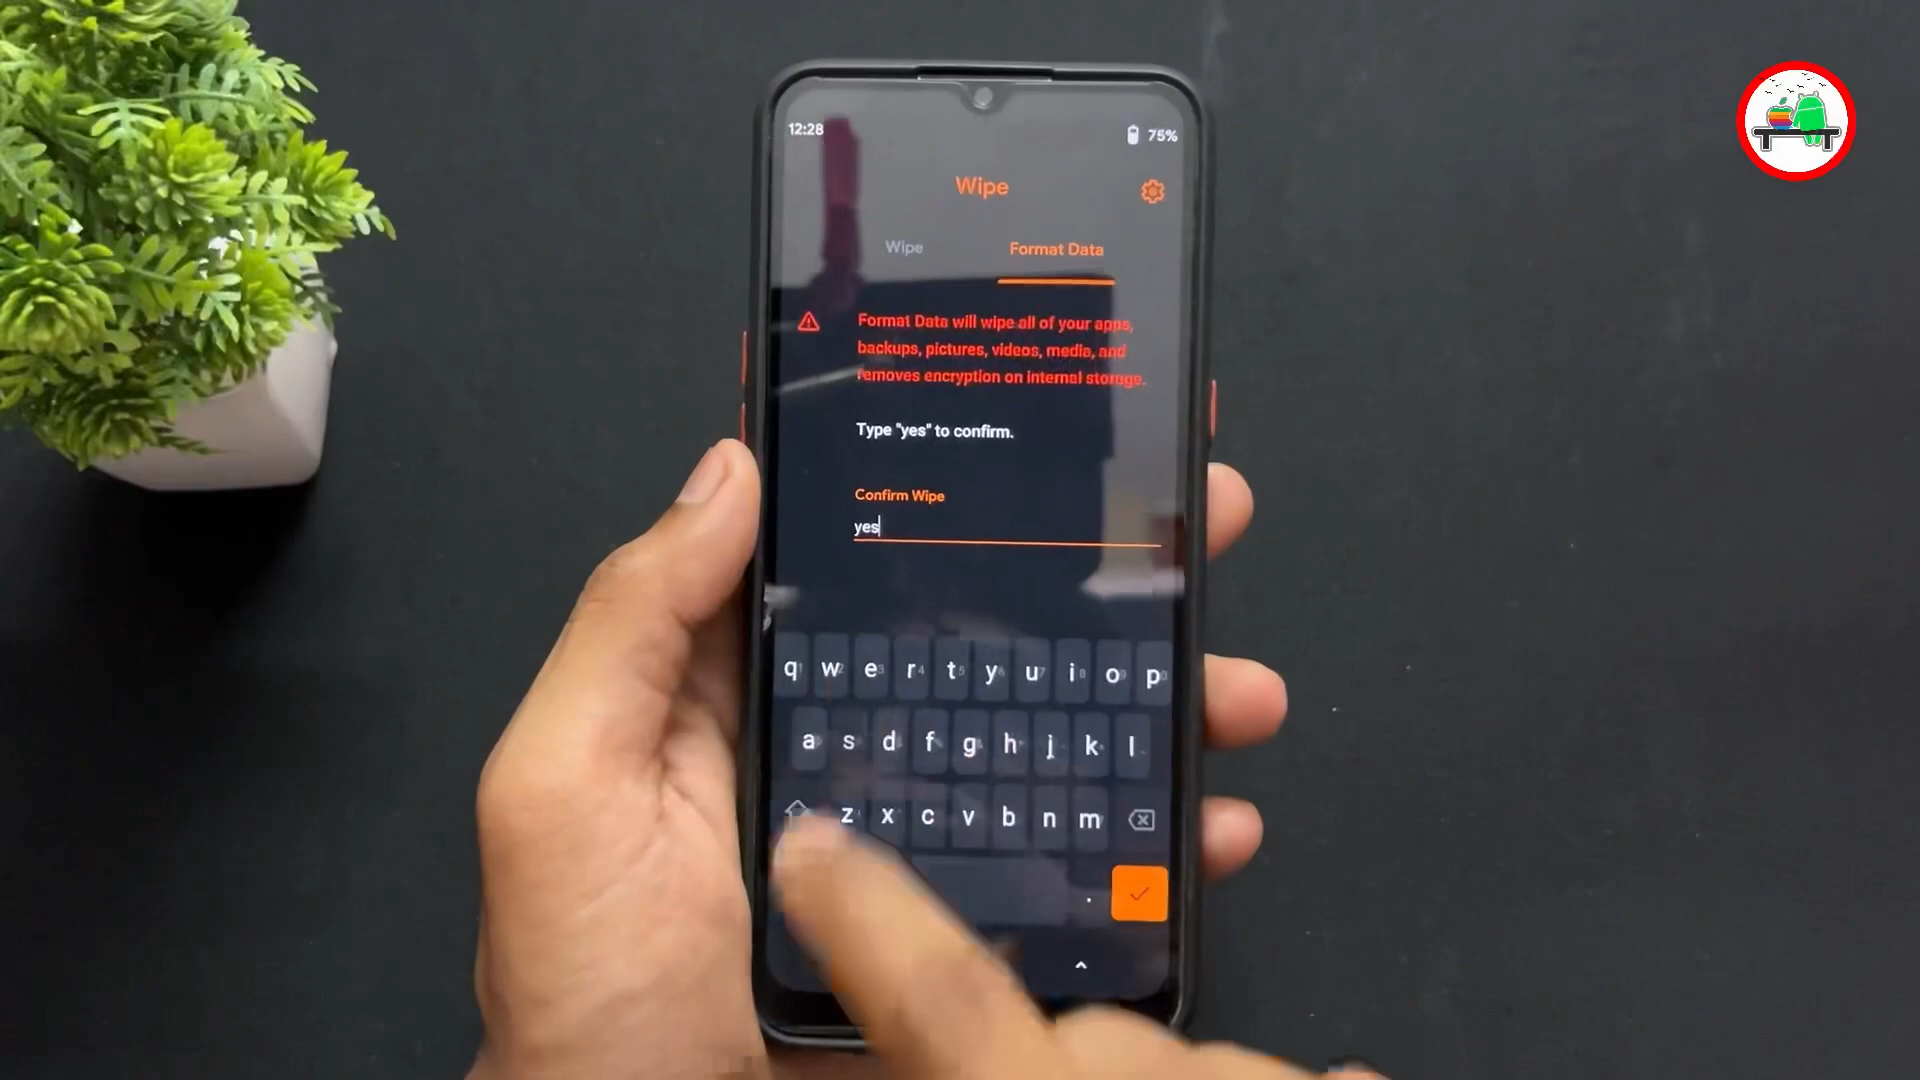 12:28
75%
Wipe
Wipe
Format Data
Format Data will wipe all of your apps,
backups, pictures, videos, media, and
removes encryption on internal storage.
Type "yes" to confirm.
Confirm Wipe
yes
q w e r t y u i o p
a s d f g h j k l
z x c v b n m
.